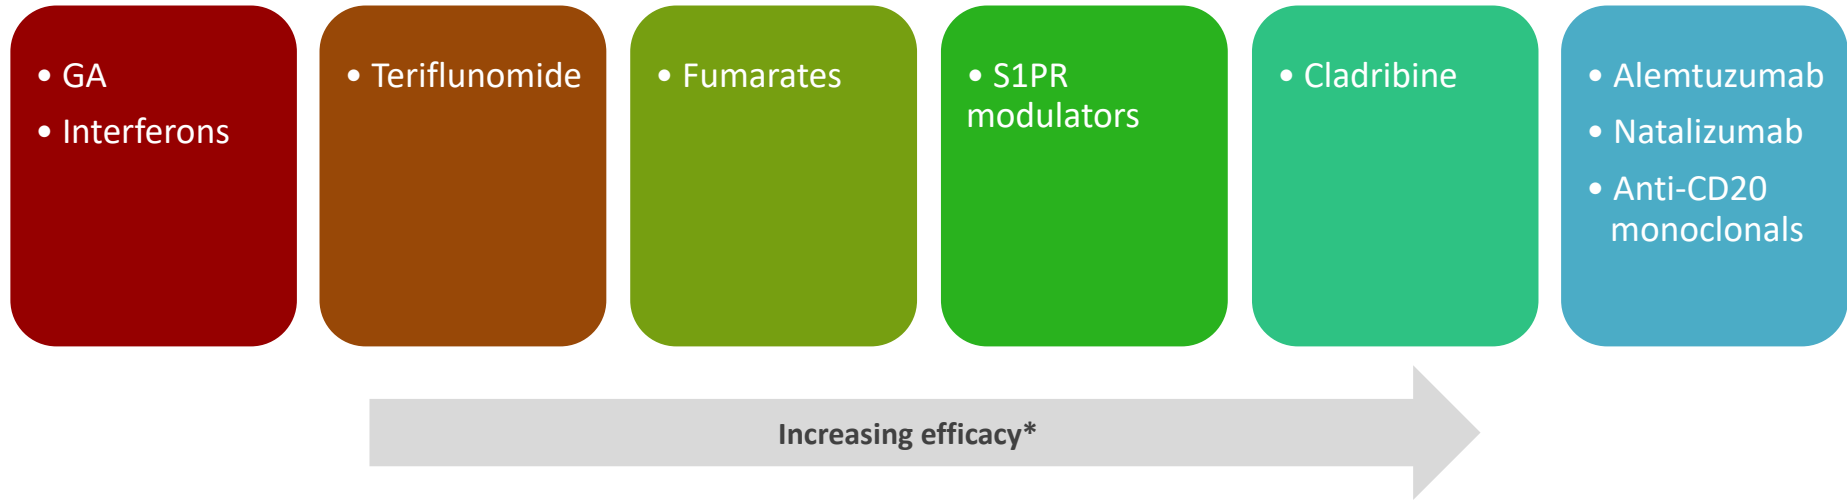 • GA
• Interferons
• Teriflunomide
• Fumarates
• S1PR
modulators
• Cladribine
• Alemtuzumab
• Natalizumab
• Anti-CD20
monoclonals
Increasing efficacy*